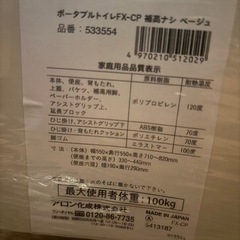 ポータブルトイレFX-CP 補高ナシ ベージュ
品番:533554
4 970210 512029
家庭用品品質表示
原料樹脂
耐熱温度
本体、便座、背もたれ、
上蓋、バケツ、補高用脚、
ペーパーホルダー、
アシストグリップ上、
延長ブロック
ポリプロピレン
120度
ひじ掛け、アシストグリップ下
ABS樹脂
70度
ひじ掛け、背もたれクッション
ポリエチレン
70度
脚ゴム
エラストマー
100度
最大使用者体重:100kg
アロン化成株式会社
0120-86-7735
MADE IN JAPAN
FX-CP
S413187